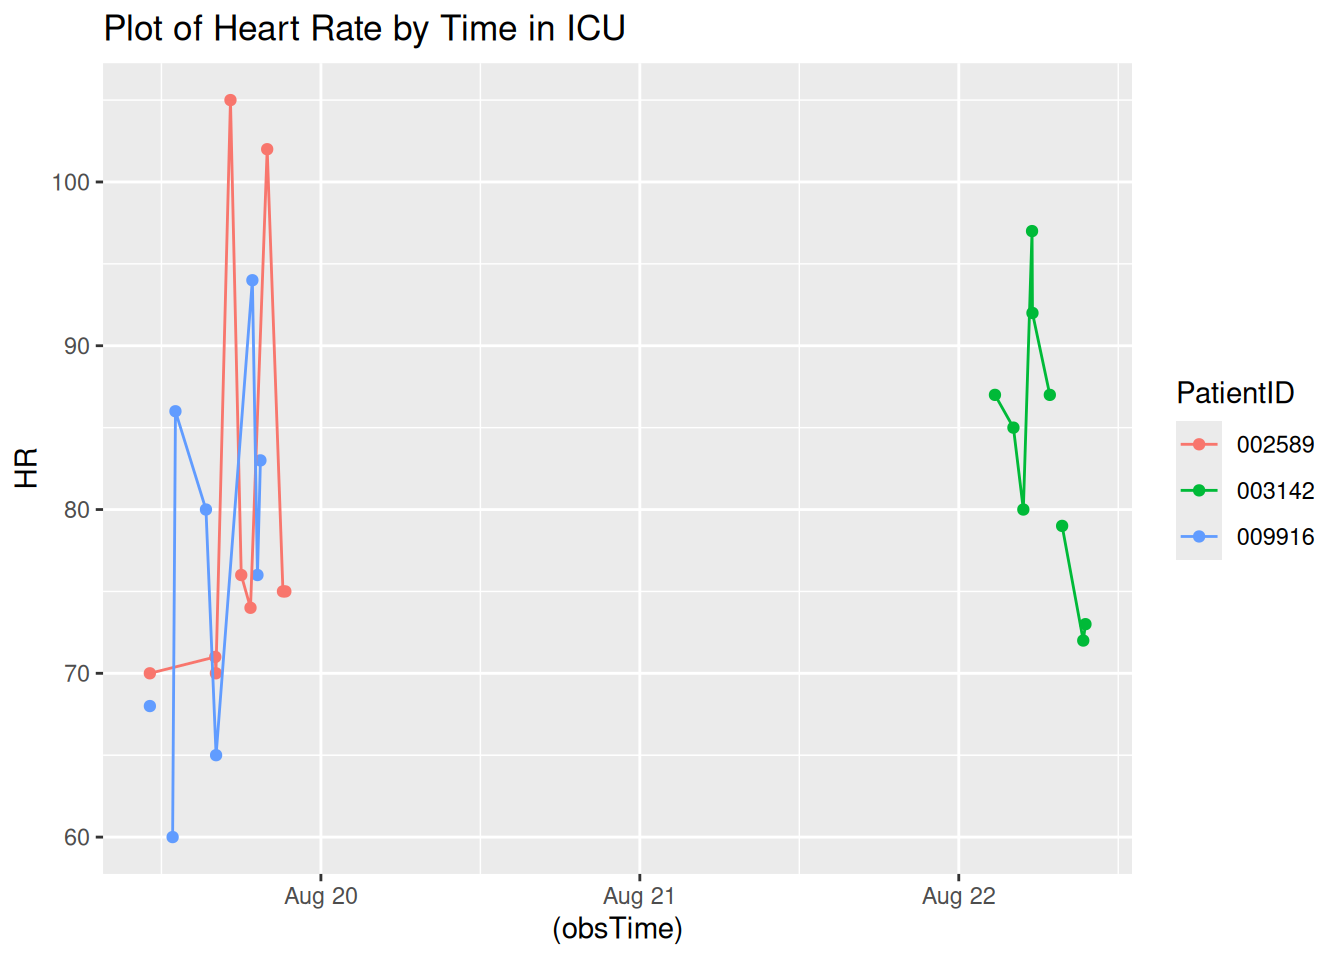 Plot of Heart Rate by Time in ICU
HR
100
90
80
70
60
Aug 20 Aug 21 Aug 22
(obsTime)
PatientID
002589
003142
009916